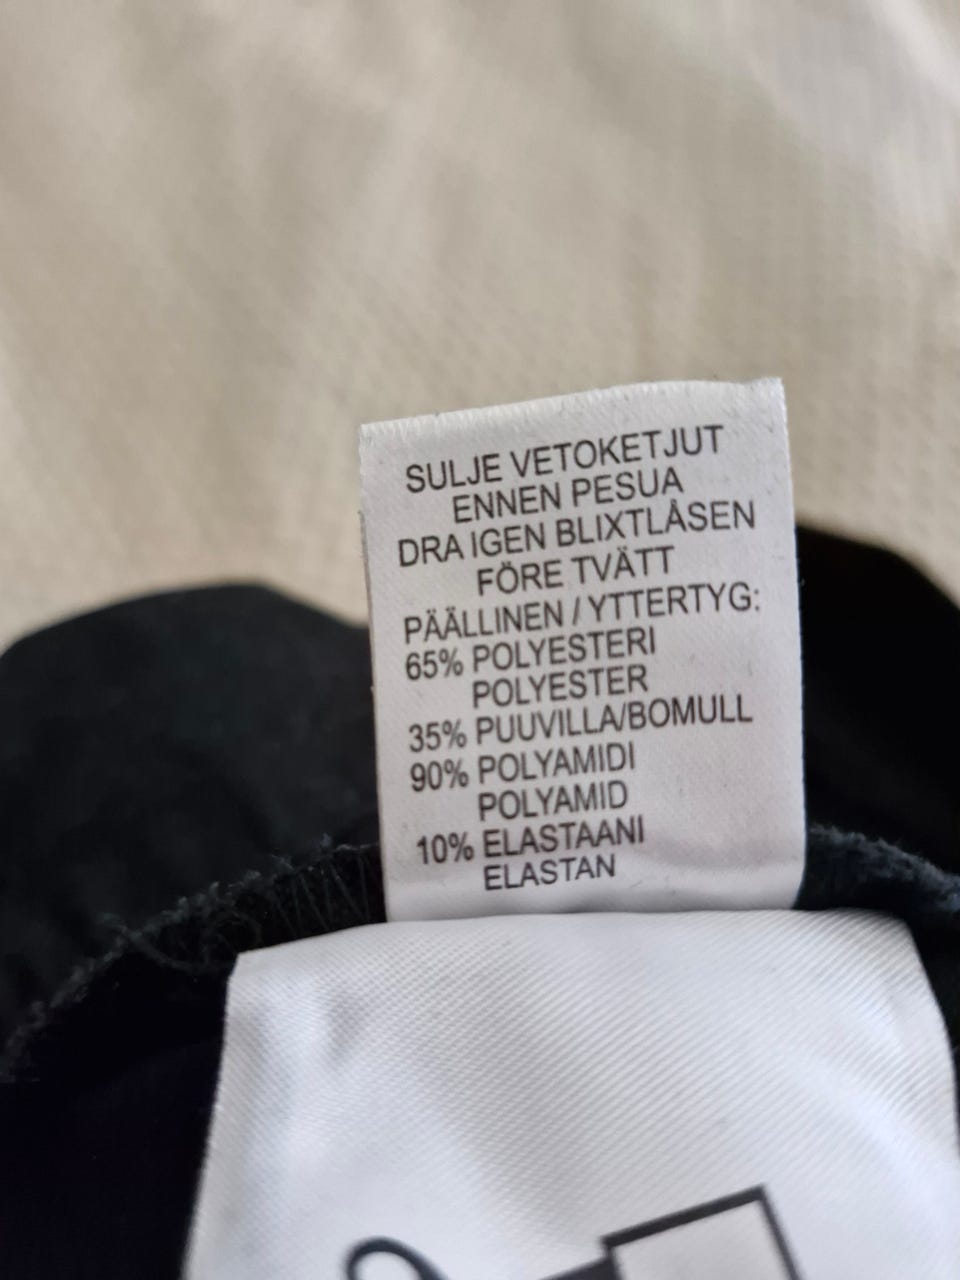 SULJE VETOKETJUT
ENNEN PESUA
DRA IGEN BLIXTLÅSEN
FÖRE TVÄTT
PÄÄLLINEN / YTTERTYG:
65% POLYESTERI
POLYESTER
35% PUUVILLA/BOMULL
90% POLYAMIDI
POLYAMID
10% ELASTAANI
ELASTAN